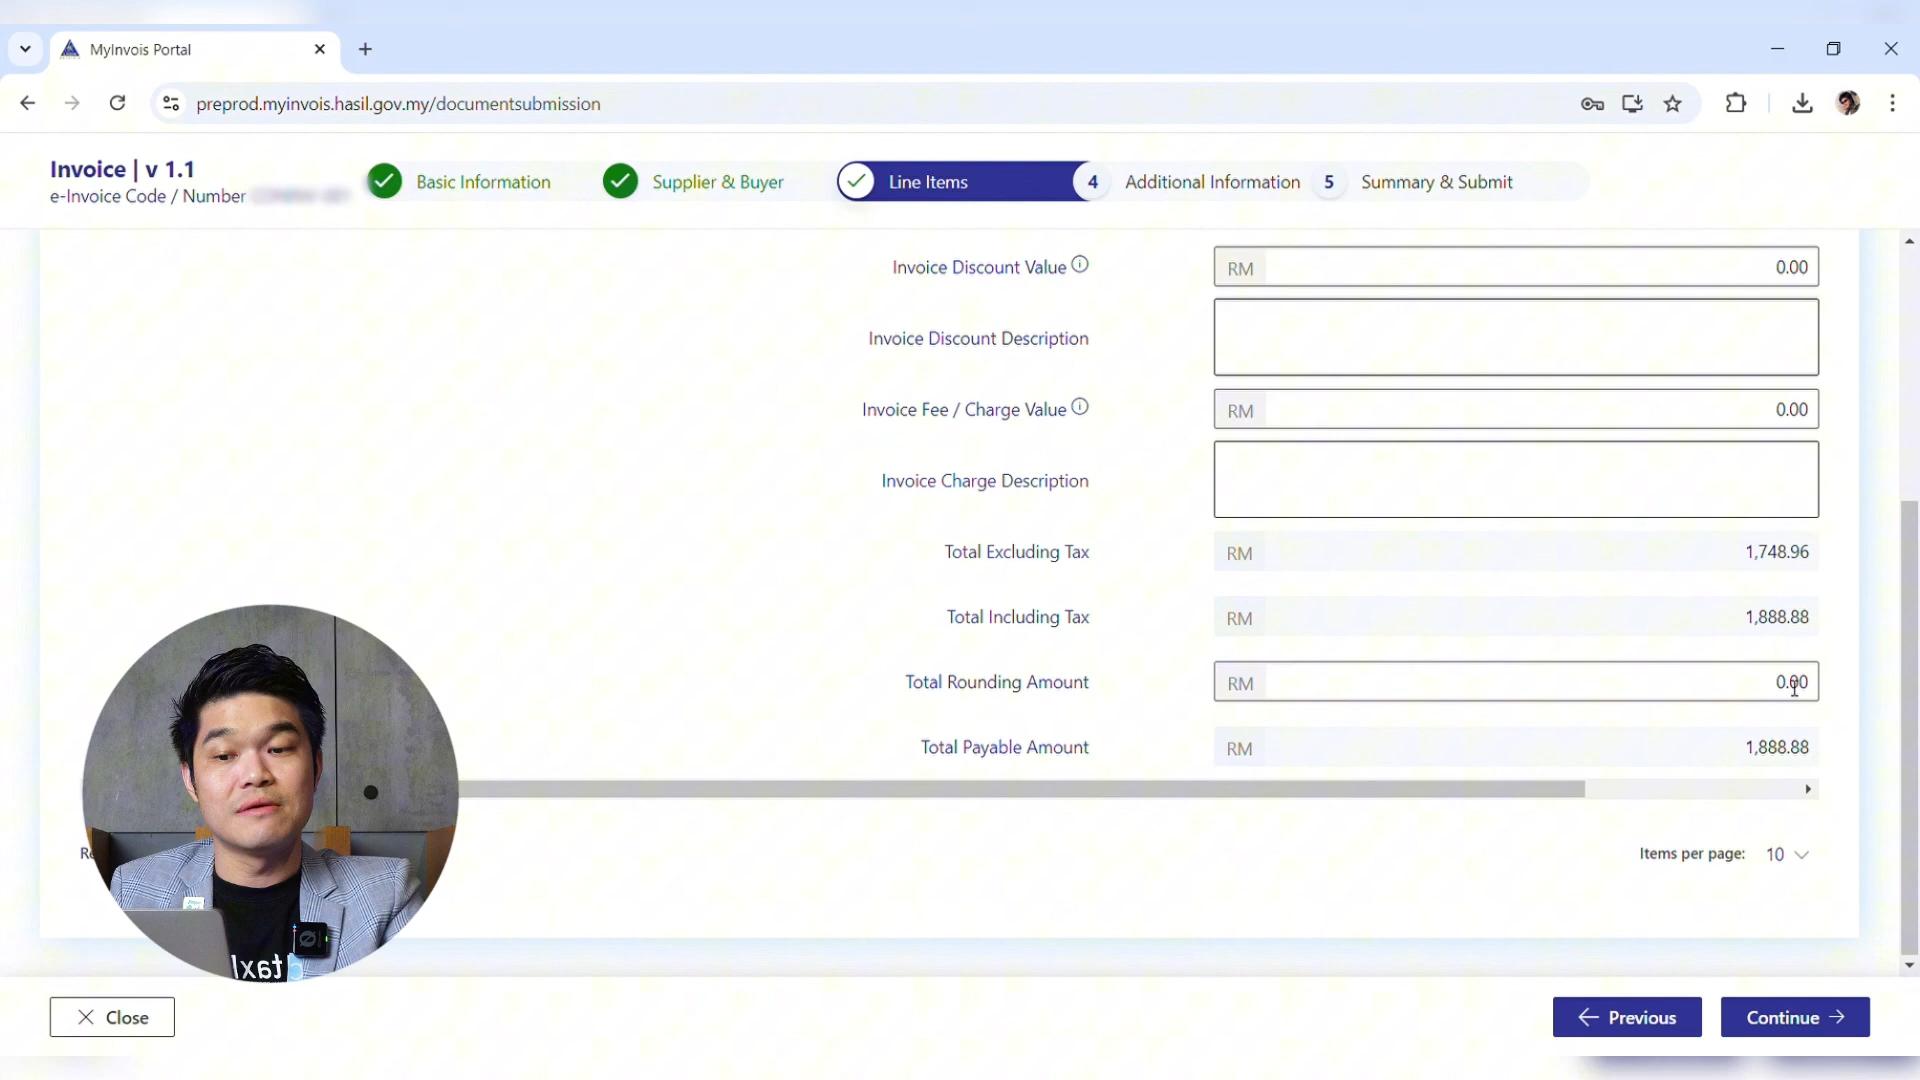 MyInvois Portal
preprod.myinvois.hasil.gov.my/documentsubmission
Invoice | v 1.1
e-Invoice Code / Number
Basic Information
Supplier & Buyer
Line Items
4 Additional Information
5 Summary & Submit
Invoice Discount Value RM 0.00
Invoice Discount Description
Invoice Fee / Charge Value RM 0.00
Invoice Charge Description
Total Excluding Tax RM 1,748.96
Total Including Tax RM 1,888.88
Total Rounding Amount RM 0.00
Total Payable Amount RM 1,888.88
Items per page: 10
Close
Previous
Continue